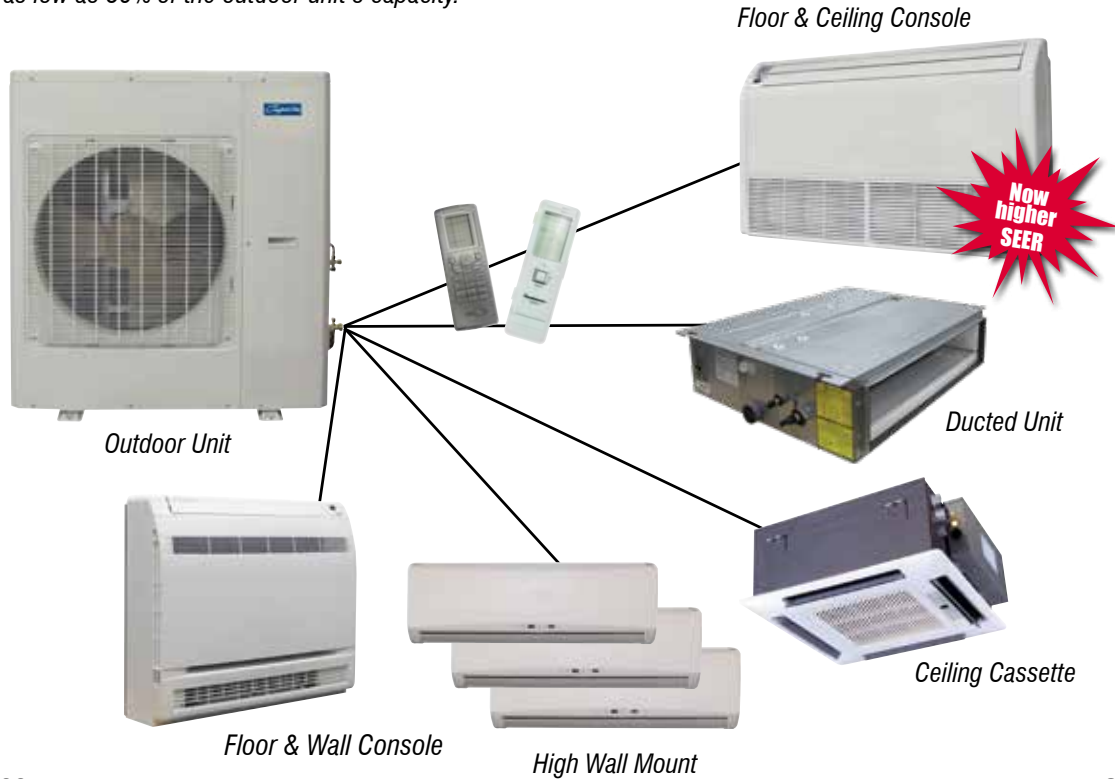 Floor & Ceiling Console
Now
higher
SEER
Outdoor Unit
Ducted Unit
Ceiling Cassette
Floor & Wall Console
High Wall Mount